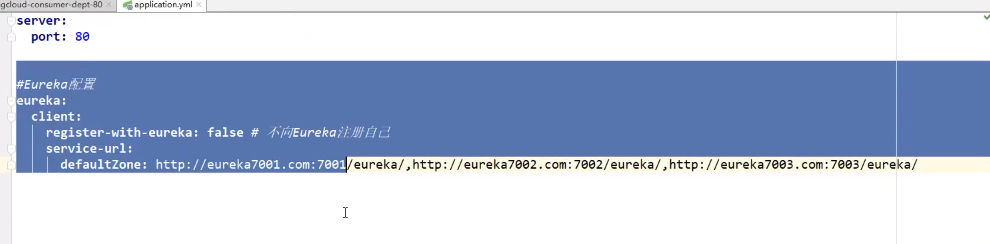 gcloud-consumer-dept-80
application.yml
server:
port: 80
#Eureka配置
eureka:
client:
register-with-eureka: false # 不向Eureka注册自己
service-url:
defaultZone: http://eureka7001.com:7001/eureka/,http://eureka7002.com:7002/eureka/,http://eureka7003.com:7003/eureka/